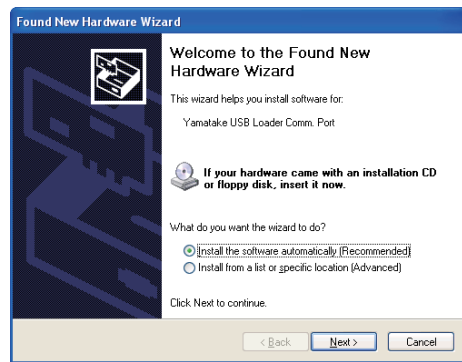 Found New Hardware Wizard
Welcome to the Found New
Hardware Wizard
This wizard helps you install software for:
Yamatake USB Loader Comm. Port
If your hardware came with an installation CD
or floppy disk, insert it now.
What do you want the wizard to do?
Install the software automatically (Recommended)
Install from a list or specific location (Advanced)
Click Next to continue.
< Back Next > Cancel